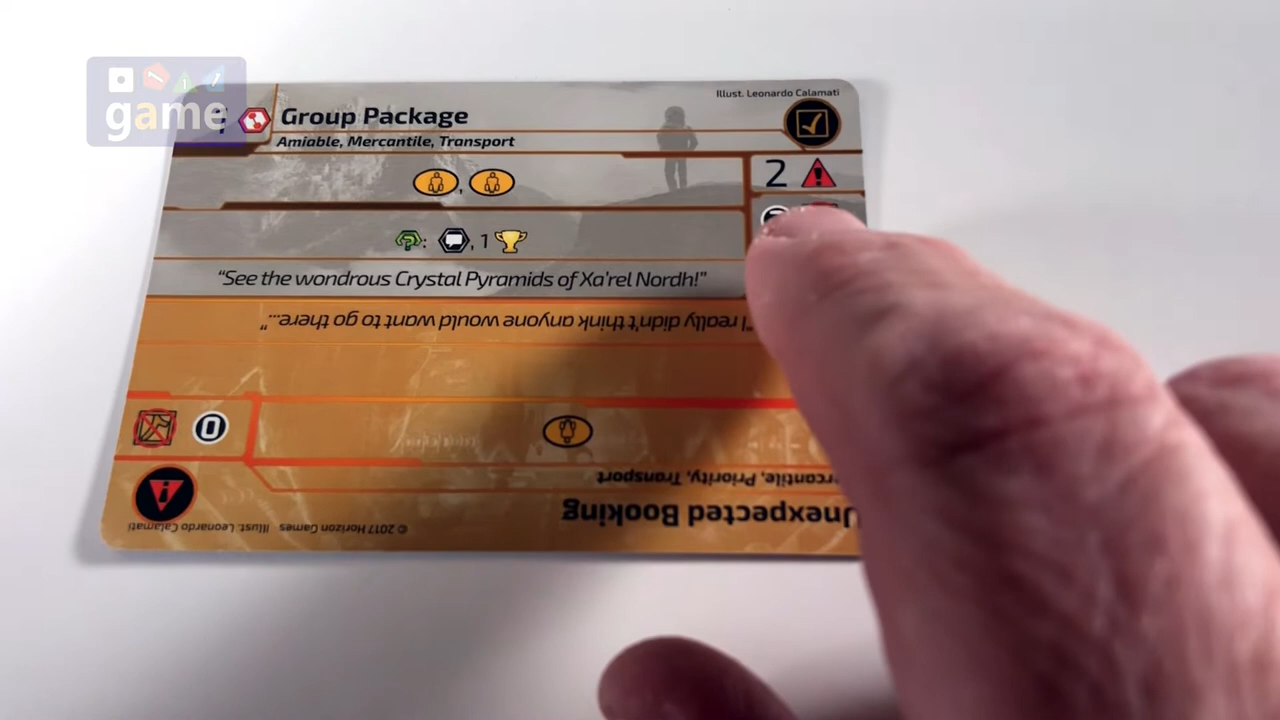 game
Illust. Leonardo Calamati
Group Package
Amiable, Mercantile, Transport
2
: , 1
"See the wondrous Crystal Pyramids of Xa'rel Nordh!"
"I really didn't think anyone would want to go there..."
0
Priority, Transport
Unexpected Booking
© 2017 Horizon Games Illust. Leonardo Calamati